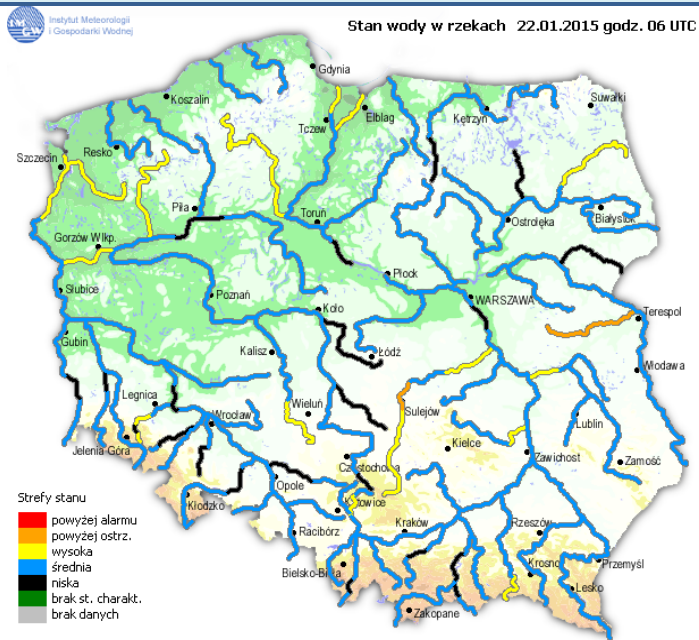 Instytut Meteorologii
i Gospodarki Wodnej
IMGW
Stan wody w rzekach 22.01.2015 godz. 06 UTC
Gdynia
Koszalin
Suwałki
Elbląg
Kętrzyn
Tczew
Resko
Szczecin
Piła
Toruń
Ostrołęka
Białystok
Gorzów Wlkp.
Płock
Słubice
Poznań
WARSZAWA
Koło
Terespol
Gubin
Kalisz
Łódź
Włodawa
Legnica
Wieluń
Sulejów
Wrocław
Lublin
Jelenia Góra
Kielce
Częstochowa
Zawichost
Zamość
Opole
Kłodzko
Katowice
Racibórz
Kraków
Rzeszów
Bielsko-Biała
Krosno
Przemyśl
Lesko
Zakopane
Strefy stanu
powyżej alarmu
powyżej ostrz.
wysoka
średnia
niska
brak st. charakt.
brak danych